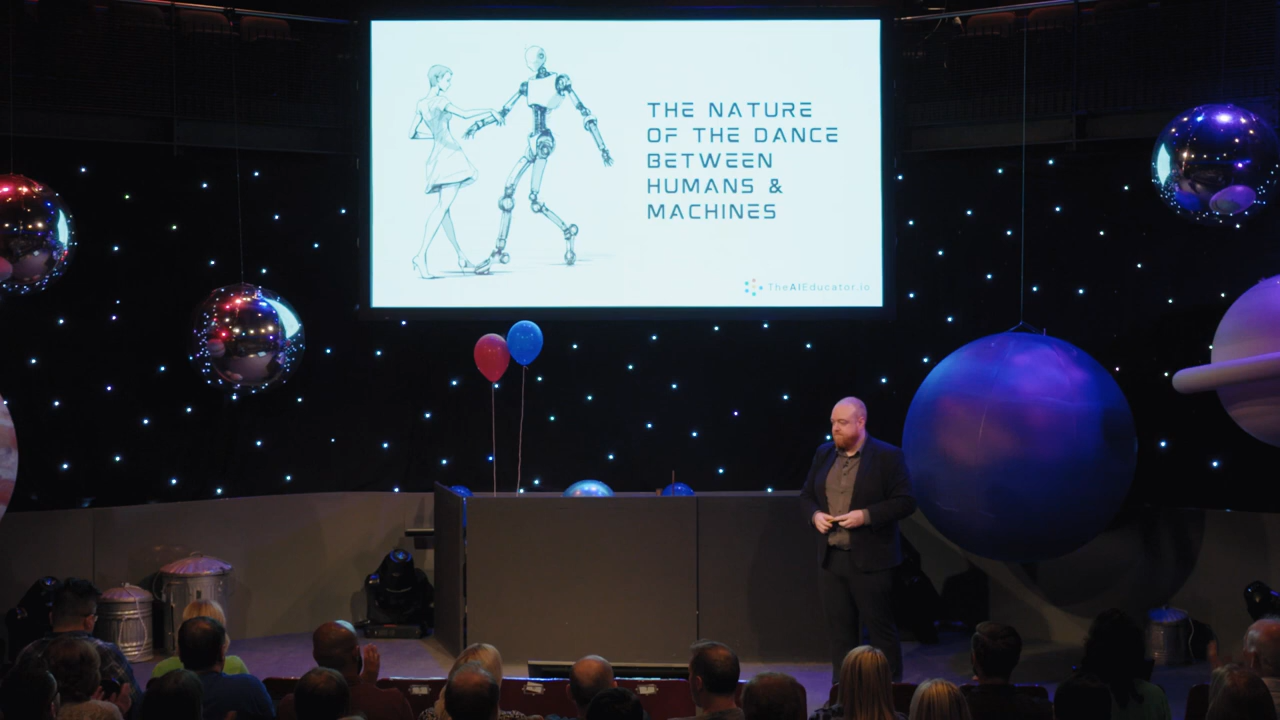 THE NATURE
OF THE DANCE
BETWEEN
HUMANS &
MACHINES
TheAIEducator.io